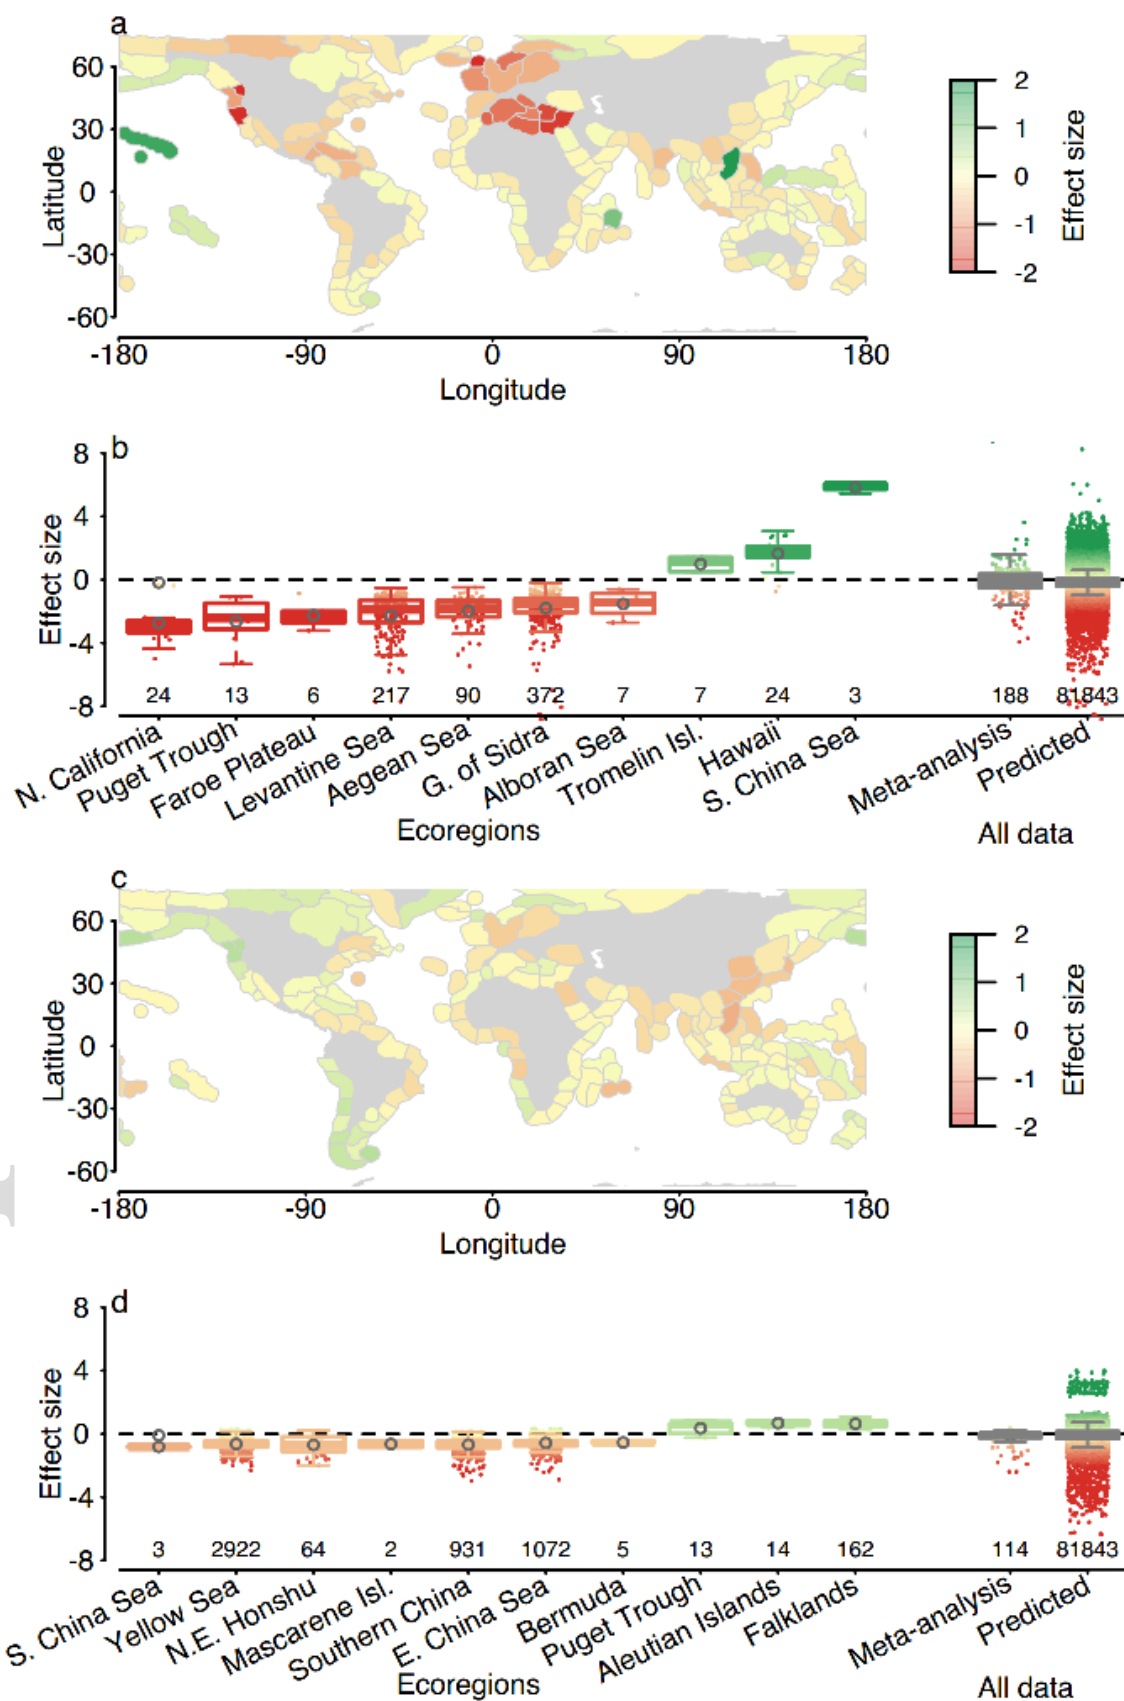 a
60
30
0
-30
-60
Latitude
-180 -90 0 90 180
Longitude
2
1
0
-1
-2
Effect size
b
8
4
0
-4
-8
Effect size
24 13 6 217 90 372 7 7 24 3 188 81843
N. California
Puget Trough
Faroe Plateau
Levantine Sea
Aegean Sea
G. of Sidra
Alboran Sea
Tromelin Isl.
Hawaii
S. China Sea
Meta-analysis
Predicted
Ecoregions
All data
c
60
30
0
-30
-60
Latitude
-180 -90 0 90 180
Longitude
2
1
0
-1
-2
Effect size
d
8
4
0
-4
-8
Effect size
3 2922 64 2 931 1072 5 13 14 162 114 81843
S. China Sea
Yellow Sea
N.E. Honshu
Mascarene Isl.
Southern China
E. China Sea
Bermuda
Puget Trough
Aleutian Islands
Falklands
Meta-analysis
Predicted
Ecoregions
All data